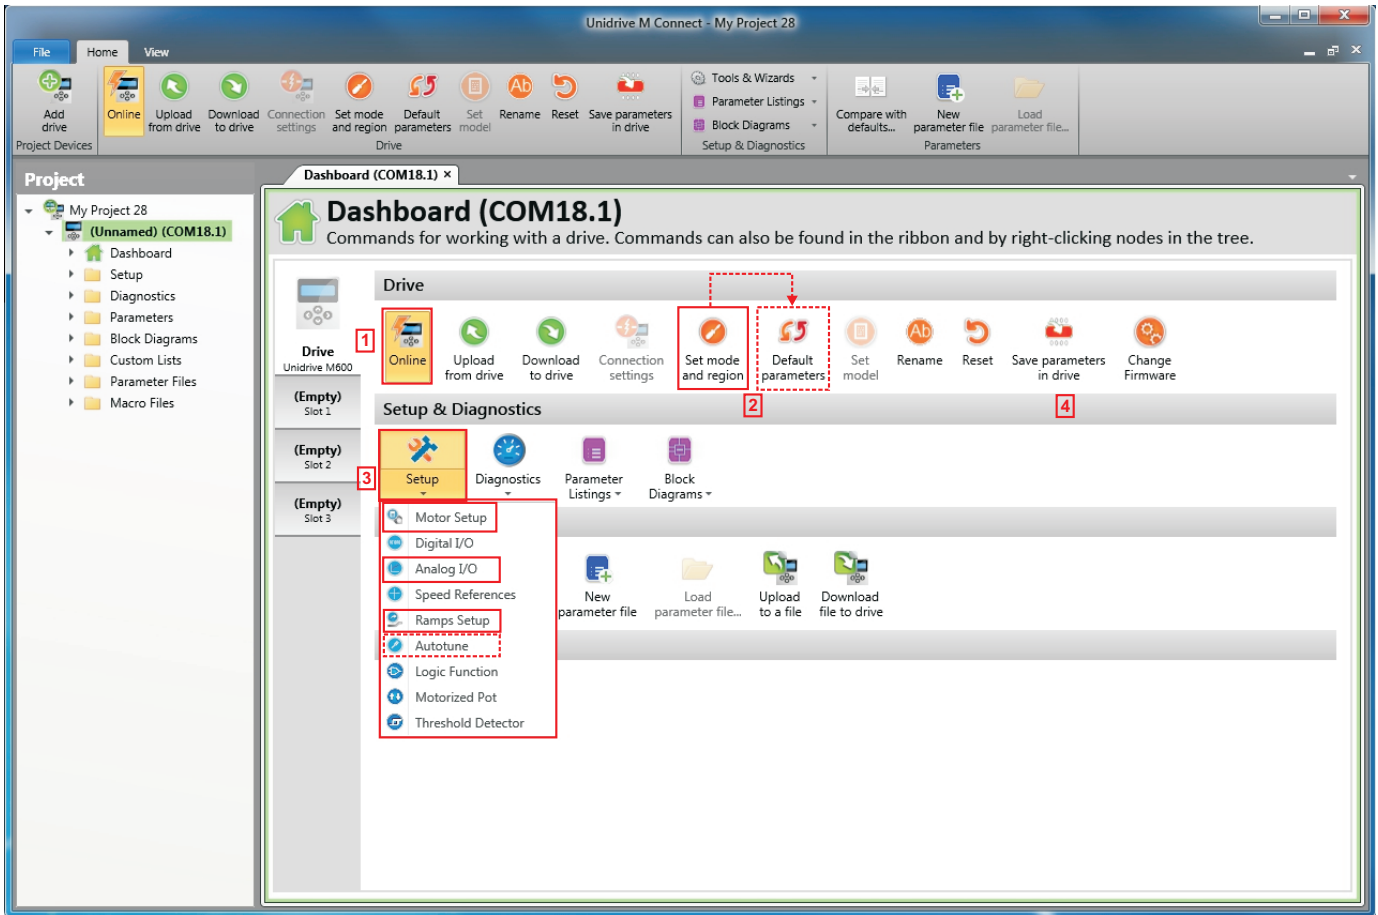 Unidrive M Connect - My Project 28
File Home View
Add drive
Online
Upload from drive
Download to drive
Connection settings
Set mode and region
Default parameters
Set model
Rename
Reset
Save parameters in drive
Tools & Wizards
Parameter Listings
Block Diagrams
Compare with defaults...
New parameter file
Load parameter file...
Project Devices
Drive
Setup & Diagnostics
Parameters
Project
My Project 28
(Unnamed) (COM18.1)
Dashboard
Setup
Diagnostics
Parameters
Block Diagrams
Custom Lists
Parameter Files
Macro Files
Dashboard (COM18.1) ×
Dashboard (COM18.1)
Commands for working with a drive. Commands can also be found in the ribbon and by right-clicking nodes in the tree.
Drive
Unidrive M600
(Empty)
Slot 1
(Empty)
Slot 2
(Empty)
Slot 3
Drive
1
Online
Upload from drive
Download to drive
Connection settings
Set mode and region
Default parameters
Set model
Rename
Reset
Save parameters in drive
Change Firmware
2
4
Setup & Diagnostics
3
Setup
Diagnostics
Parameter Listings
Block Diagrams
Motor Setup
Digital I/O
Analog I/O
Speed References
Ramps Setup
Autotune
Logic Function
Motorized Pot
Threshold Detector
New parameter file
Load parameter file...
Upload to a file
Download file to drive